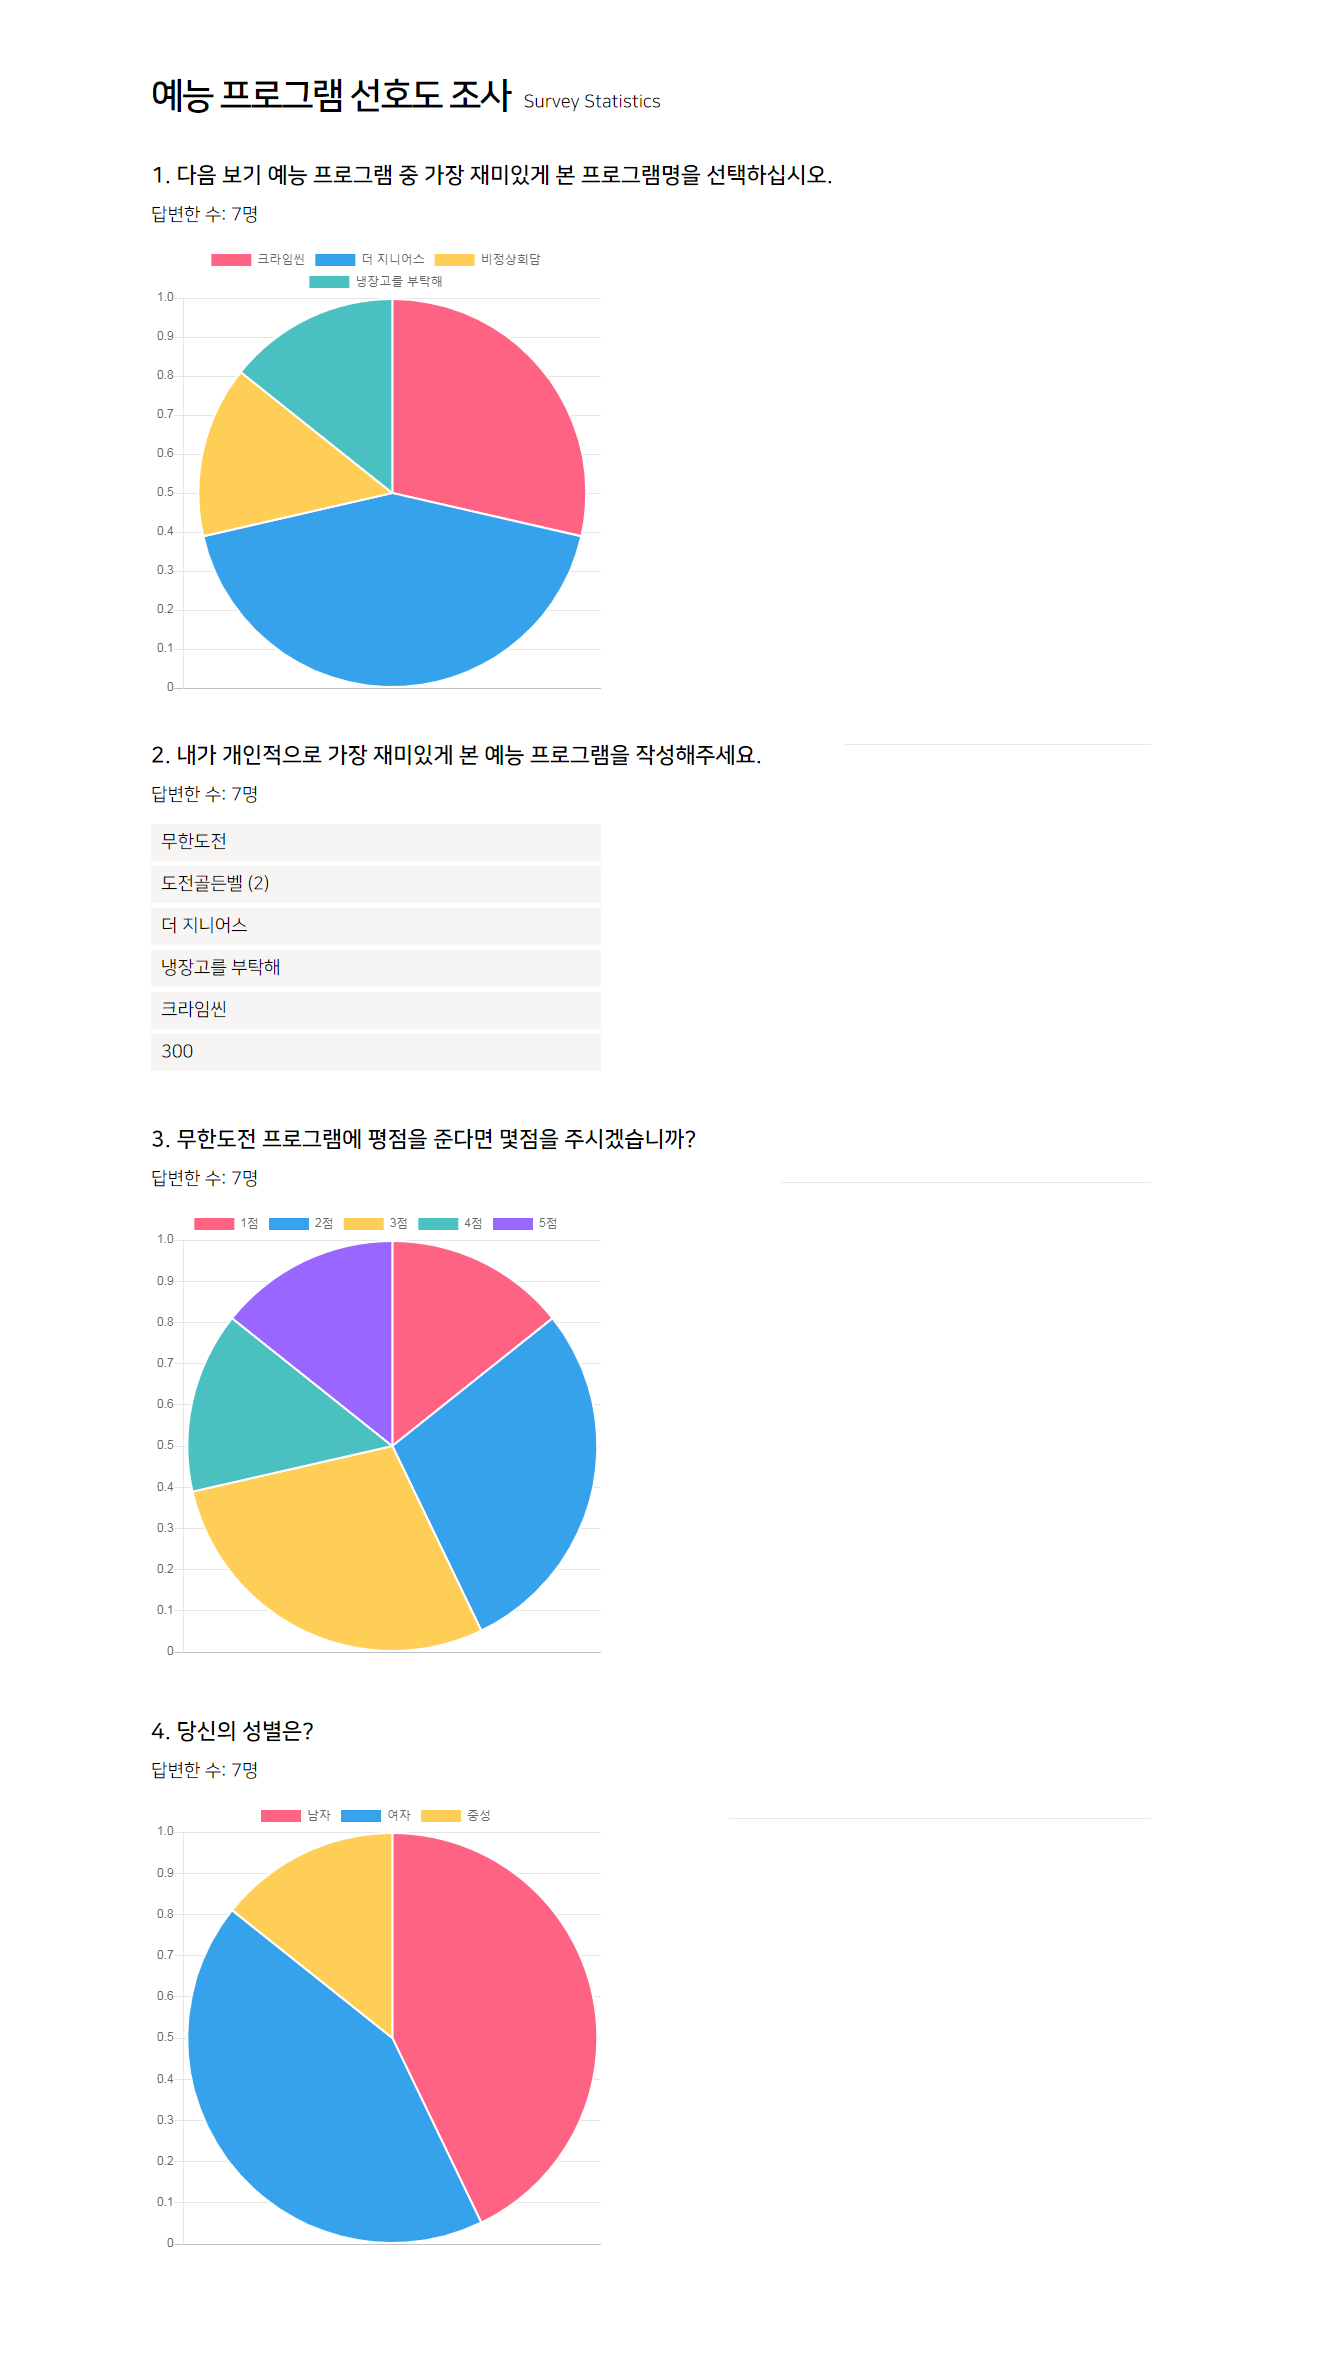 예능 프로그램 선호도 조사 Survey Statistics
1. 다음 보기 예능 프로그램 중 가장 재미있게 본 프로그램명을 선택하십시오.
답변한 수: 7명
크라임씬 더 지니어스 비정상회담
냉장고를 부탁해
1.0
0.9
0.8
0.7
0.6
0.5
0.4
0.3
0.2
0.1
0
2. 내가 개인적으로 가장 재미있게 본 예능 프로그램을 작성해주세요.
답변한 수: 7명
무한도전
도전골든벨 (2)
더 지니어스
냉장고를 부탁해
크라임씬
300
3. 무한도전 프로그램에 평점을 준다면 몇점을 주시겠습니까?
답변한 수: 7명
1점 2점 3점 4점 5점
1.0
0.9
0.8
0.7
0.6
0.5
0.4
0.3
0.2
0.1
0
4. 당신의 성별은?
답변한 수: 7명
남자 여자 중성
1.0
0.9
0.8
0.7
0.6
0.5
0.4
0.3
0.2
0.1
0